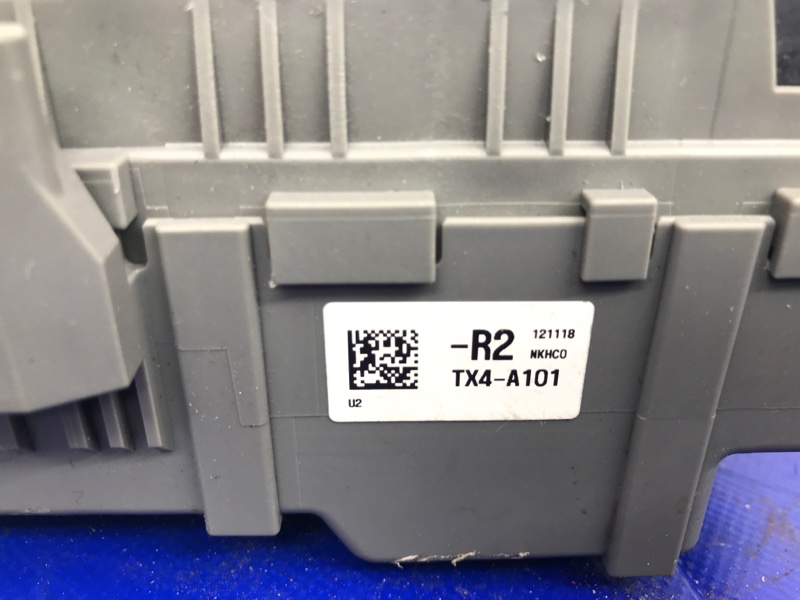 -R2 121118
NKHCO
TX4-A101
U2